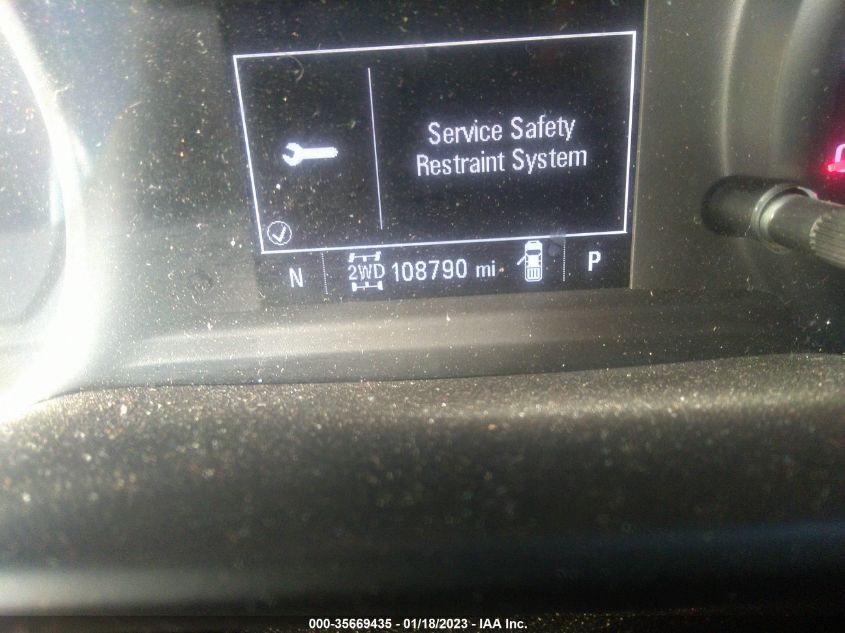 Service Safety
Restraint System
N 2WD 108790 mi P
000-35669435 - 01/18/2023 - IAA Inc.